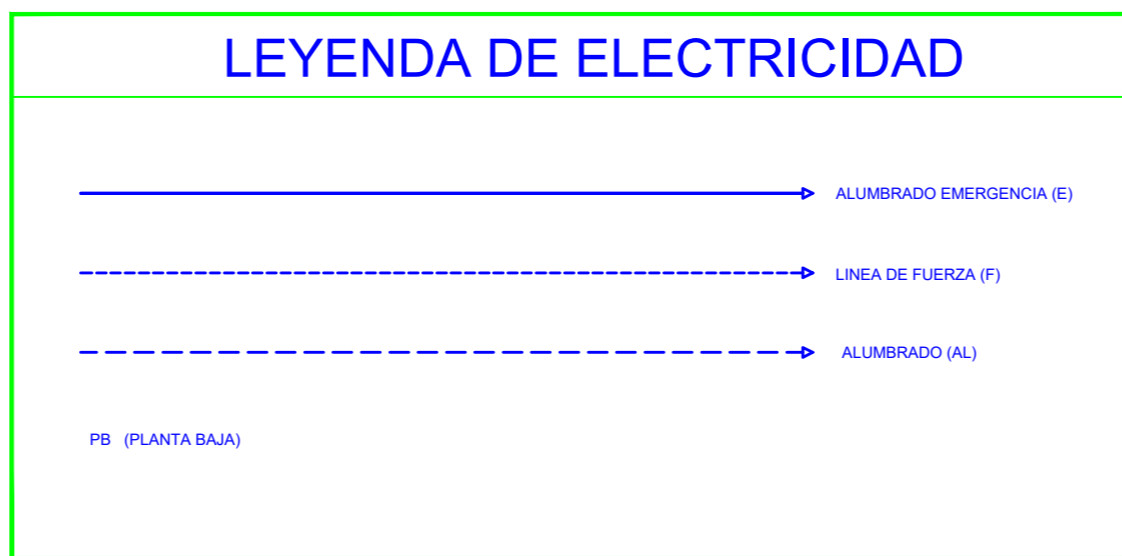 LEYENDA DE ELECTRICIDAD
ALUMBRADO EMERGENCIA (E)
LINEA DE FUERZA (F)
ALUMBRADO (AL)
PB (PLANTA BAJA)